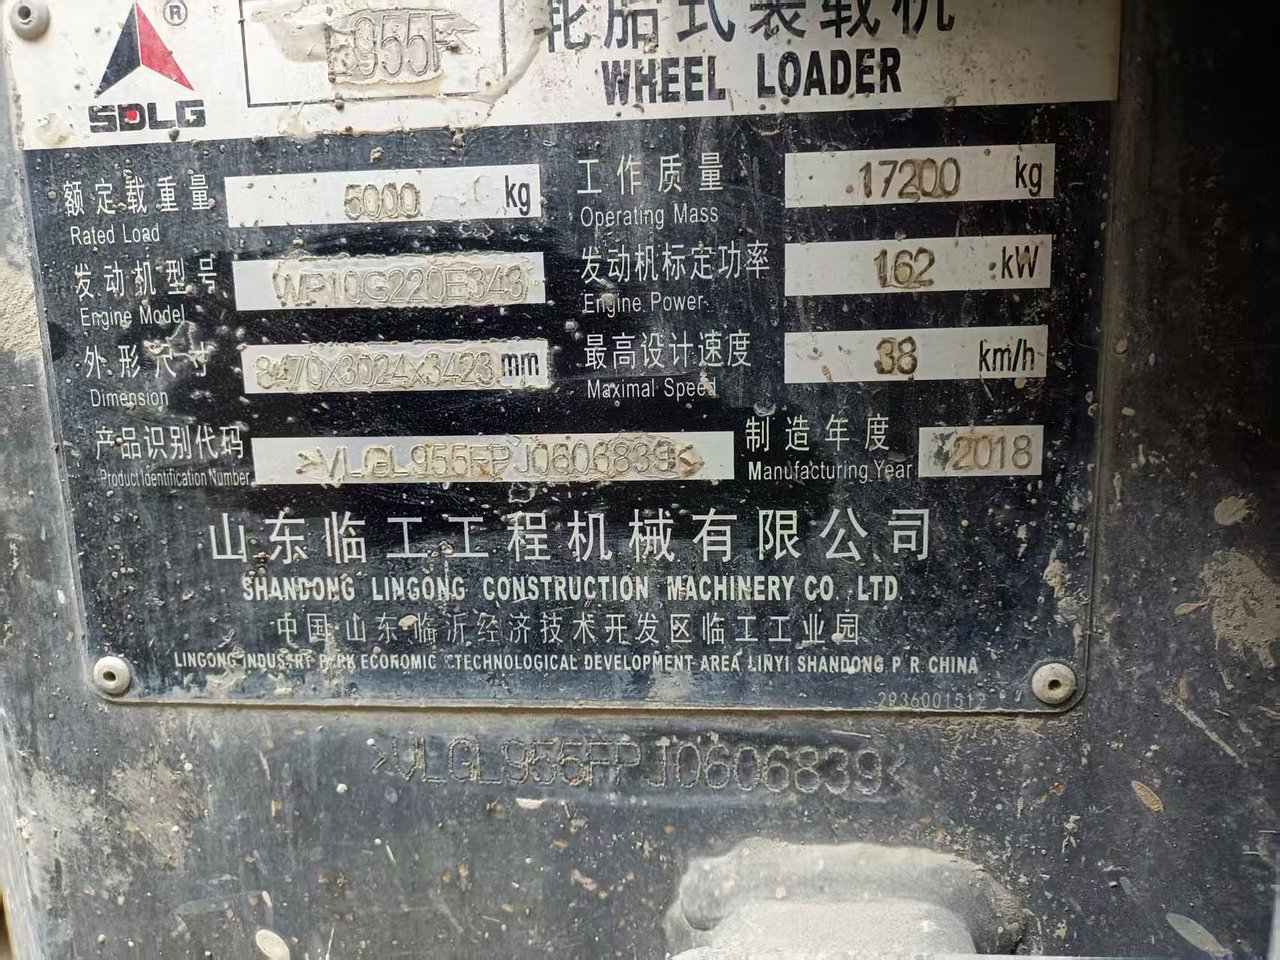 ®
SDLG
955F
轮胎式装载机
WHEEL LOADER
额定载重量 5000 kg
Rated Load
工作质量 17200 kg
Operating Mass
发动机型号 WP10G220E343
Engine Model
发动机标定功率 162 kW
Engine Power
外形尺寸 8470×3024×3423 mm
Dimension
最高设计速度 38 km/h
Maximal Speed
产品识别代码 >VLGL955FPJ0606839<
Product Identification Number
制造年度 2018
Manufacturing Year
山东临工工程机械有限公司
SHANDONG LINGONG CONSTRUCTION MACHINERY CO LTD
中国·山东·临沂经济技术开发区临工工业园
LINGONG INDUSTRY PARK ECONOMIC TECHNOLOGICAL DEVELOPMENT AREA LINYI SHANDONG P R CHINA
2936001512
>VLGL955FPJ0606839<